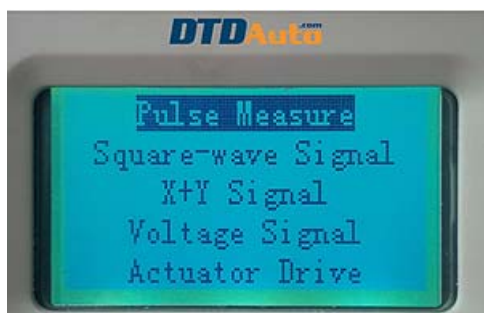 DTDAuto.com
Pulse Measure
Square-wave Signal
X+Y Signal
Voltage Signal
Actuator Drive